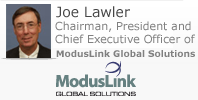 Joe Lawler
Chairman, President and
Chief Executive Officer of
ModusLink Global Solutions
ModusLink
GLOBAL SOLUTIONS